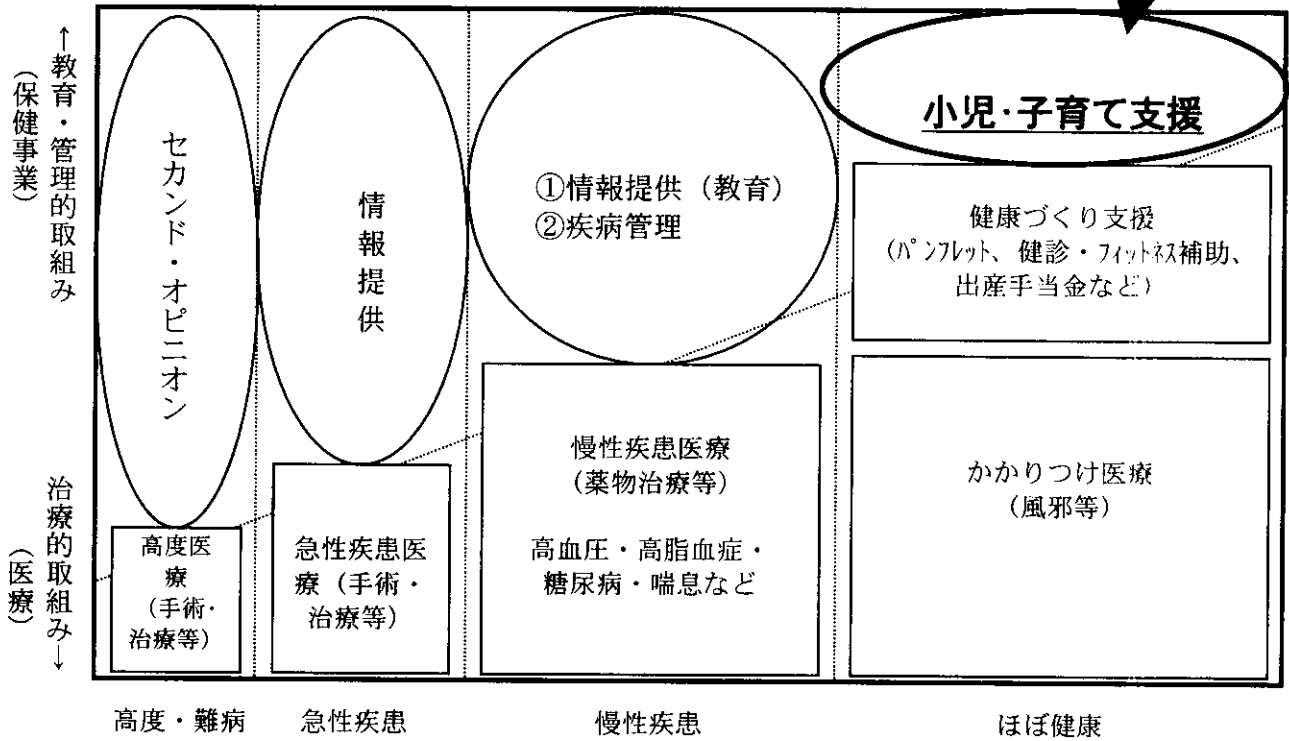 ←教育・管理的取組み
(保健事業)
治療的取組み→
(医療)
セカンド・オピニオン
情報提供
①情報提供（教育）
②疾病管理
小児･子育て支援
健康づくり支援
(パンフレット、健診・フィットネス補助、
出産手当金など）
高度医
療
（手術･
治療等）
急性疾患医
療（手術・
治療等）
慢性疾患医療
（薬物治療等）
高血圧・高脂血症・
糖尿病・喘息など
かかりつけ医療
（風邪等）
高度・難病
急性疾患
慢性疾患
ほぼ健康